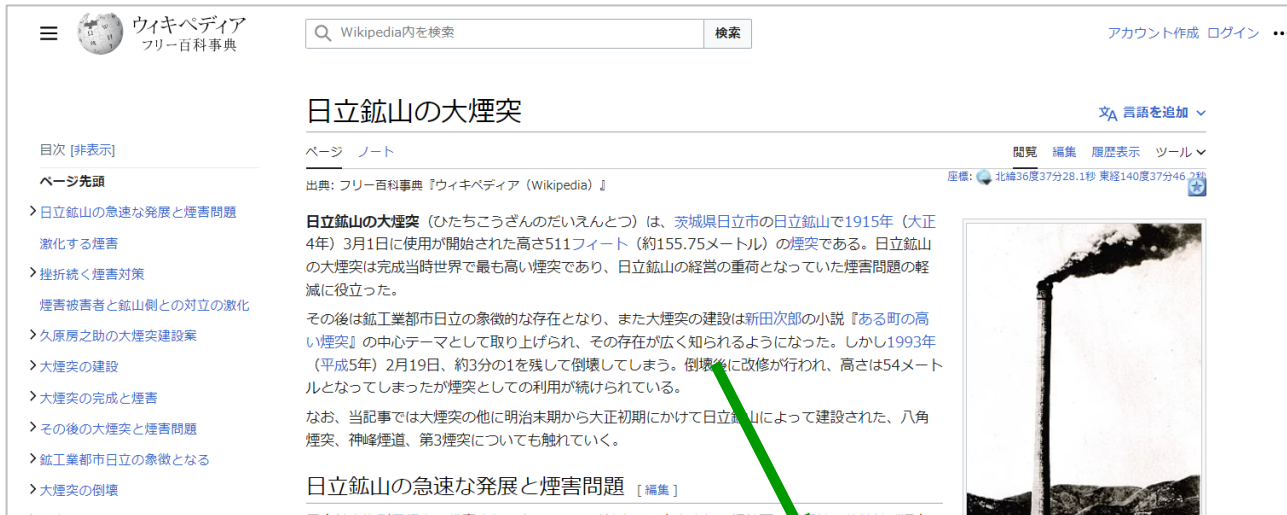 ウィキペディア
フリー百科事典
Wikipedia内を検索
検索
アカウント作成 ログイン
日立鉱山の大煙突
言語を追加
目次 [非表示]
ページ先頭
日立鉱山の急速な発展と煙害問題
激化する煙害
挫折続く煙害対策
煙害被害者と鉱山側との対立の激化
久原房之助の大煙突建設案
大煙突の建設
大煙突の完成と煙害
その後の大煙突と煙害問題
鉱工業都市日立の象徴となる
大煙突の倒壊
ページ ノート
閲覧 編集 履歴表示 ツール
出典: フリー百科事典『ウィキペディア（Wikipedia）』
座標: 北緯36度37分28.1秒 東経140度37分46.2秒
日立鉱山の大煙突（ひたちこうざんのだいえんとつ）は、茨城県日立市の日立鉱山で1915年（大正
4年）3月1日に使用が開始された高さ511フィート（約155.75メートル）の煙突である。日立鉱山
の大煙突は完成当時世界で最も高い煙突であり、日立鉱山の経営の重荷となっていた煙害問題の軽
減に役立った。
その後は鉱工業都市日立の象徴的な存在となり、また大煙突の建設は新田次郎の小説『ある町の高
い煙突』の中心テーマとして取り上げられ、その存在が広く知られるようになった。しかし1993年
（平成5年）2月19日、約3分の1を残して倒壊してしまう。倒壊後に改修が行われ、高さは54メート
ルとなってしまったが煙突としての利用が続けられている。
なお、当記事では大煙突の他に明治末期から大正初期にかけて日立鉱山によって建設された、八角
煙突、神峰煙道、第3煙突についても触れていく。
日立鉱山の急速な発展と煙害問題 [編集]